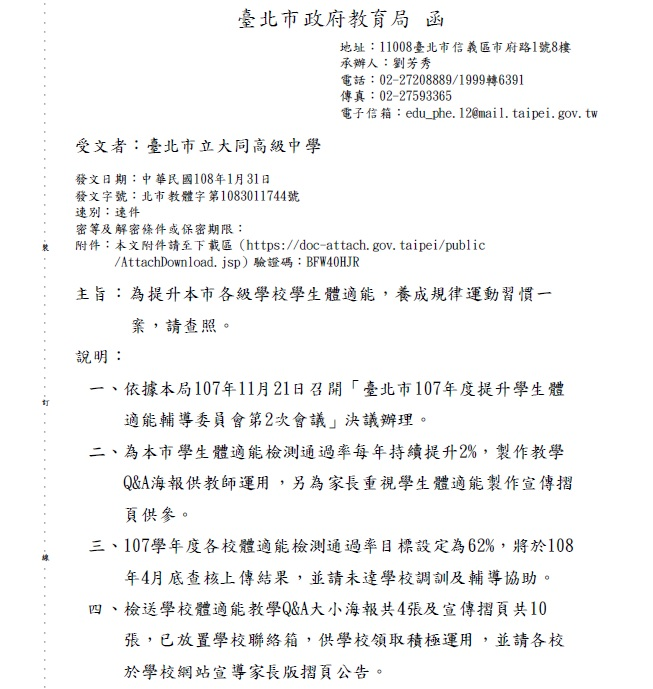 臺北市政府教育局 函
地址：11008臺北市信義區市府路1號8樓
承辦人：劉芳秀
電話：02-27208889/1999轉6391
傳真：02-27593365
電子信箱：edu_phe.12@mail.taipei.gov.tw
受文者：臺北市立大同高級中學
發文日期：中華民國108年1月31日
發文字號：北市教體字第1083011744號
速別：速件
密等及解密條件或保密期限：
附件：本文附件請至下載區（https://doc-attach.gov.taipei/public
/AttachDownload.jsp）驗證碼：BFW40HJR
主旨：為提升本市各級學校學生體適能，養成規律運動習慣一
案，請查照。
說明：
一、依據本局107年11月21日召開「臺北市107年度提升學生體
適能輔導委員會第2次會議」決議辦理。
二、為本市學生體適能檢測通過率每年持續提升2%，製作教學
Q&A海報供教師運用，另為家長重視學生體適能製作宣傳摺
頁供參。
三、107學年度各校體適能檢測通過率目標設定為62%，將於108
年4月底查核上傳結果，並請未達學校調訓及輔導協助。
四、檢送學校體適能教學Q&A大小海報共4張及宣傳摺頁共10
張，已放置學校聯絡箱，供學校領取積極運用，並請各校
於學校網站宣導家長版摺頁公告。
裝
訂
線